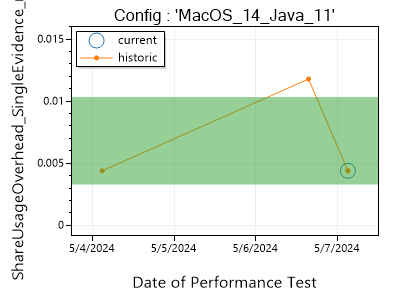 Config : 'MacOS_14_Java_11'
ShareUsageOverhead_SingleEvidence_
current
historic
0.015
0.01
0.005
0
5/4/2024
5/5/2024
5/6/2024
5/7/2024
Date of Performance Test